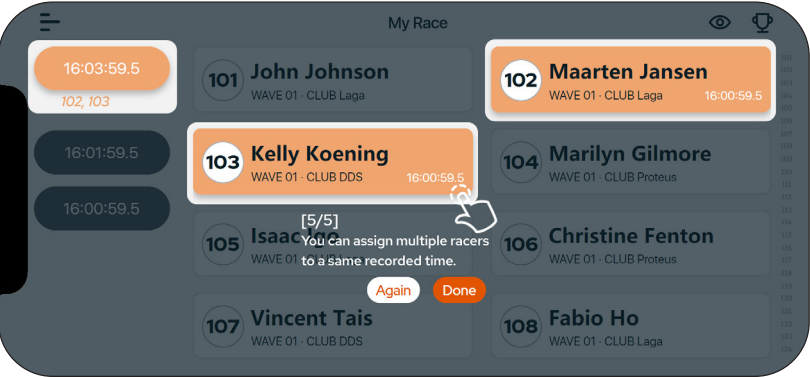 My Race
16:03:59.5
102, 103
16:01:59.5
16:00:59.5
101 John Johnson
WAVE 01 · CLUB Laga
102 Maarten Jansen
WAVE 01 · CLUB Laga 16:00:59.5
103 Kelly Koening
WAVE 01 · CLUB DDS 16:00:59.5
104 Marilyn Gilmore
WAVE 01 · CLUB Proteus
105 Isaac Igo
WAVE 01 · CLUB
106 Christine Fenton
WAVE 01 · CLUB Proteus
107 Vincent Tais
WAVE 01 · CLUB DDS
108 Fabio Ho
WAVE 01 · CLUB Laga
[5/5]
You can assign multiple racers
to a same recorded time.
Again Done